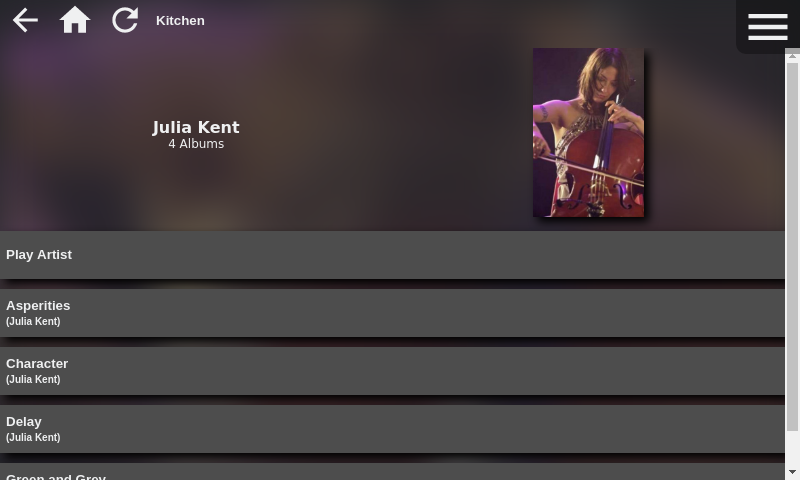 Kitchen
Julia Kent
4 Albums
Play Artist
Asperities
(Julia Kent)
Character
(Julia Kent)
Delay
(Julia Kent)
Green and Grey